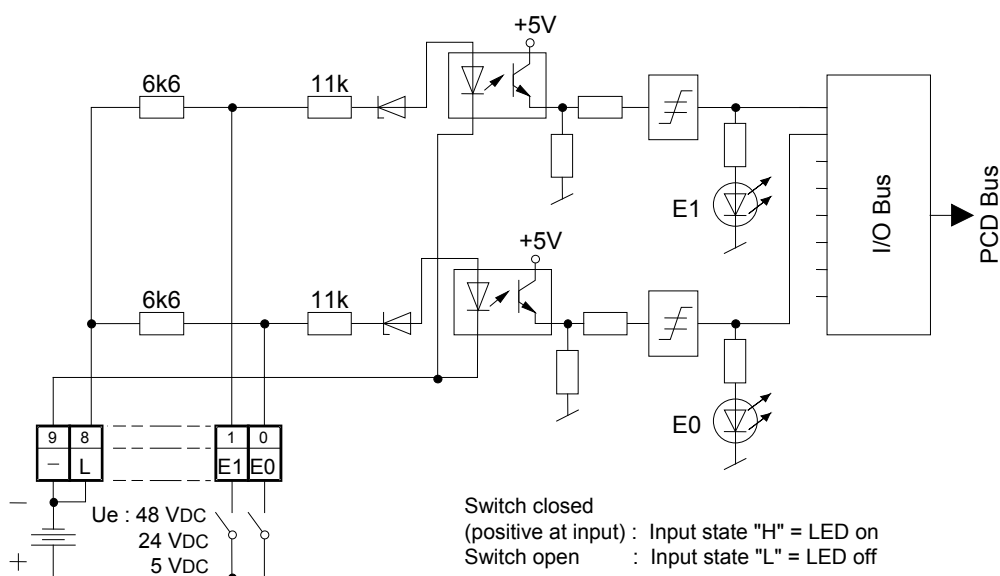 +5V
6k6 11k
E1
I/O Bus
PCD Bus
+5V
6k6 11k
E0
9 8 1 0
– L E1 E0
–
+
Ue : 48 VDC
24 VDC
5 VDC
Switch closed
(positive at input) : Input state "H" = LED on
Switch open : Input state "L" = LED off